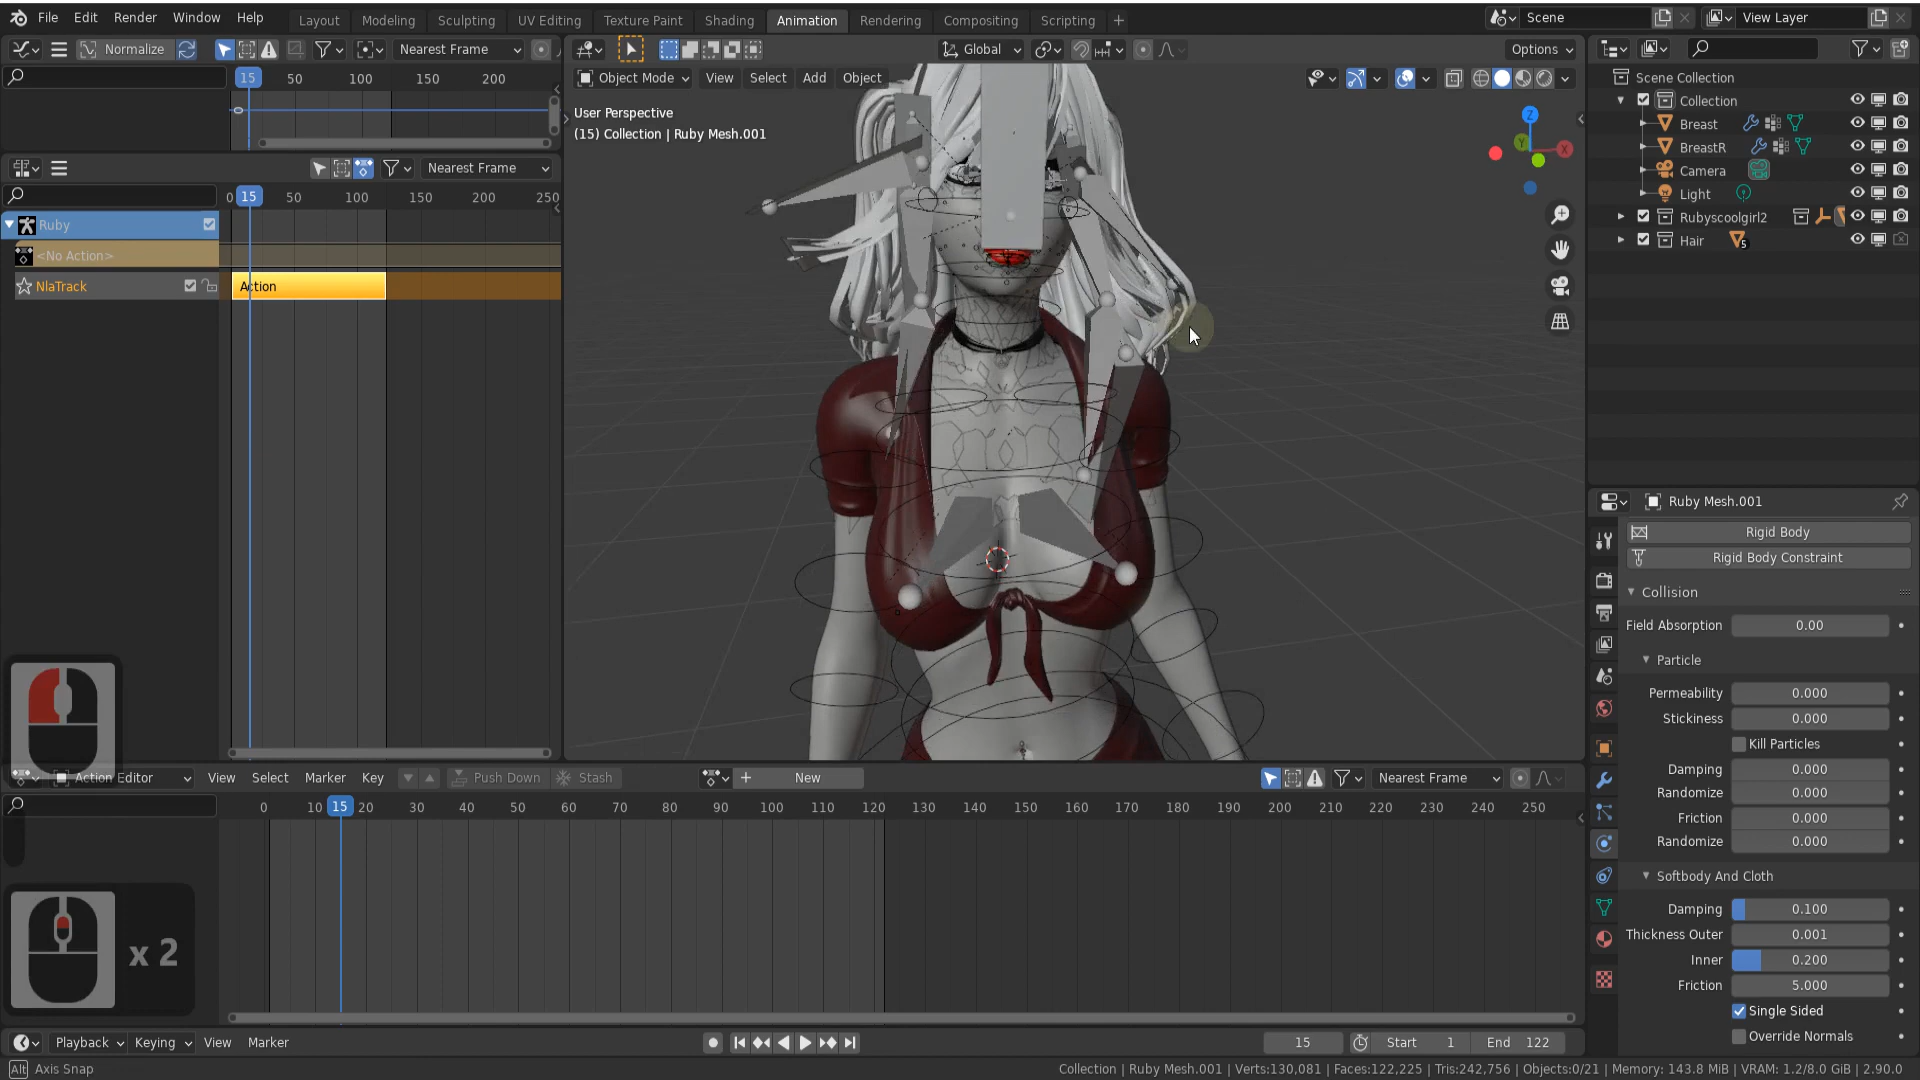 File Edit Render Window Help
Layout Modeling Sculpting UV Editing Texture Paint Shading Animation Rendering Compositing Scripting +
Scene
View Layer
Normalize
Nearest Frame
Global
Options
15 50 100 150 200
Object Mode
View Select Add Object
User Perspective
(15) Collection | Ruby Mesh.001
Z
Y
X
Nearest Frame
0 15 50 100 150 200 250
Ruby
<No Action>
NlaTrack
Action
Scene Collection
Collection
Breast
BreastR
Camera
Light
Rubyscoolgirl2
Hair
5
Ruby Mesh.001
Rigid Body
Rigid Body Constraint
Collision
Field Absorption 0.00
Particle
Permeability 0.000
Stickiness 0.000
Kill Particles
Damping 0.000
Randomize 0.000
Friction 0.000
Randomize 0.000
Softbody And Cloth
Damping 0.100
Thickness Outer 0.001
Inner 0.200
Friction 5.000
Single Sided
Override Normals
Action Editor
View Select Marker Key
Push Down
Stash
+ New
Nearest Frame
0 10 15 20 30 40 50 60 70 80 90 100 110 120 130 140 150 160 170 180 190 200 210 220 230 240 250
x 2
Playback Keying View Marker
15
Start 1
End 122
Alt Axis Snap
Collection | Ruby Mesh.001 | Verts:130,081 | Faces:122,225 | Tris:242,756 | Objects:0/21 | Memory: 143.8 MiB | VRAM: 1.2/8.0 GiB | 2.90.0